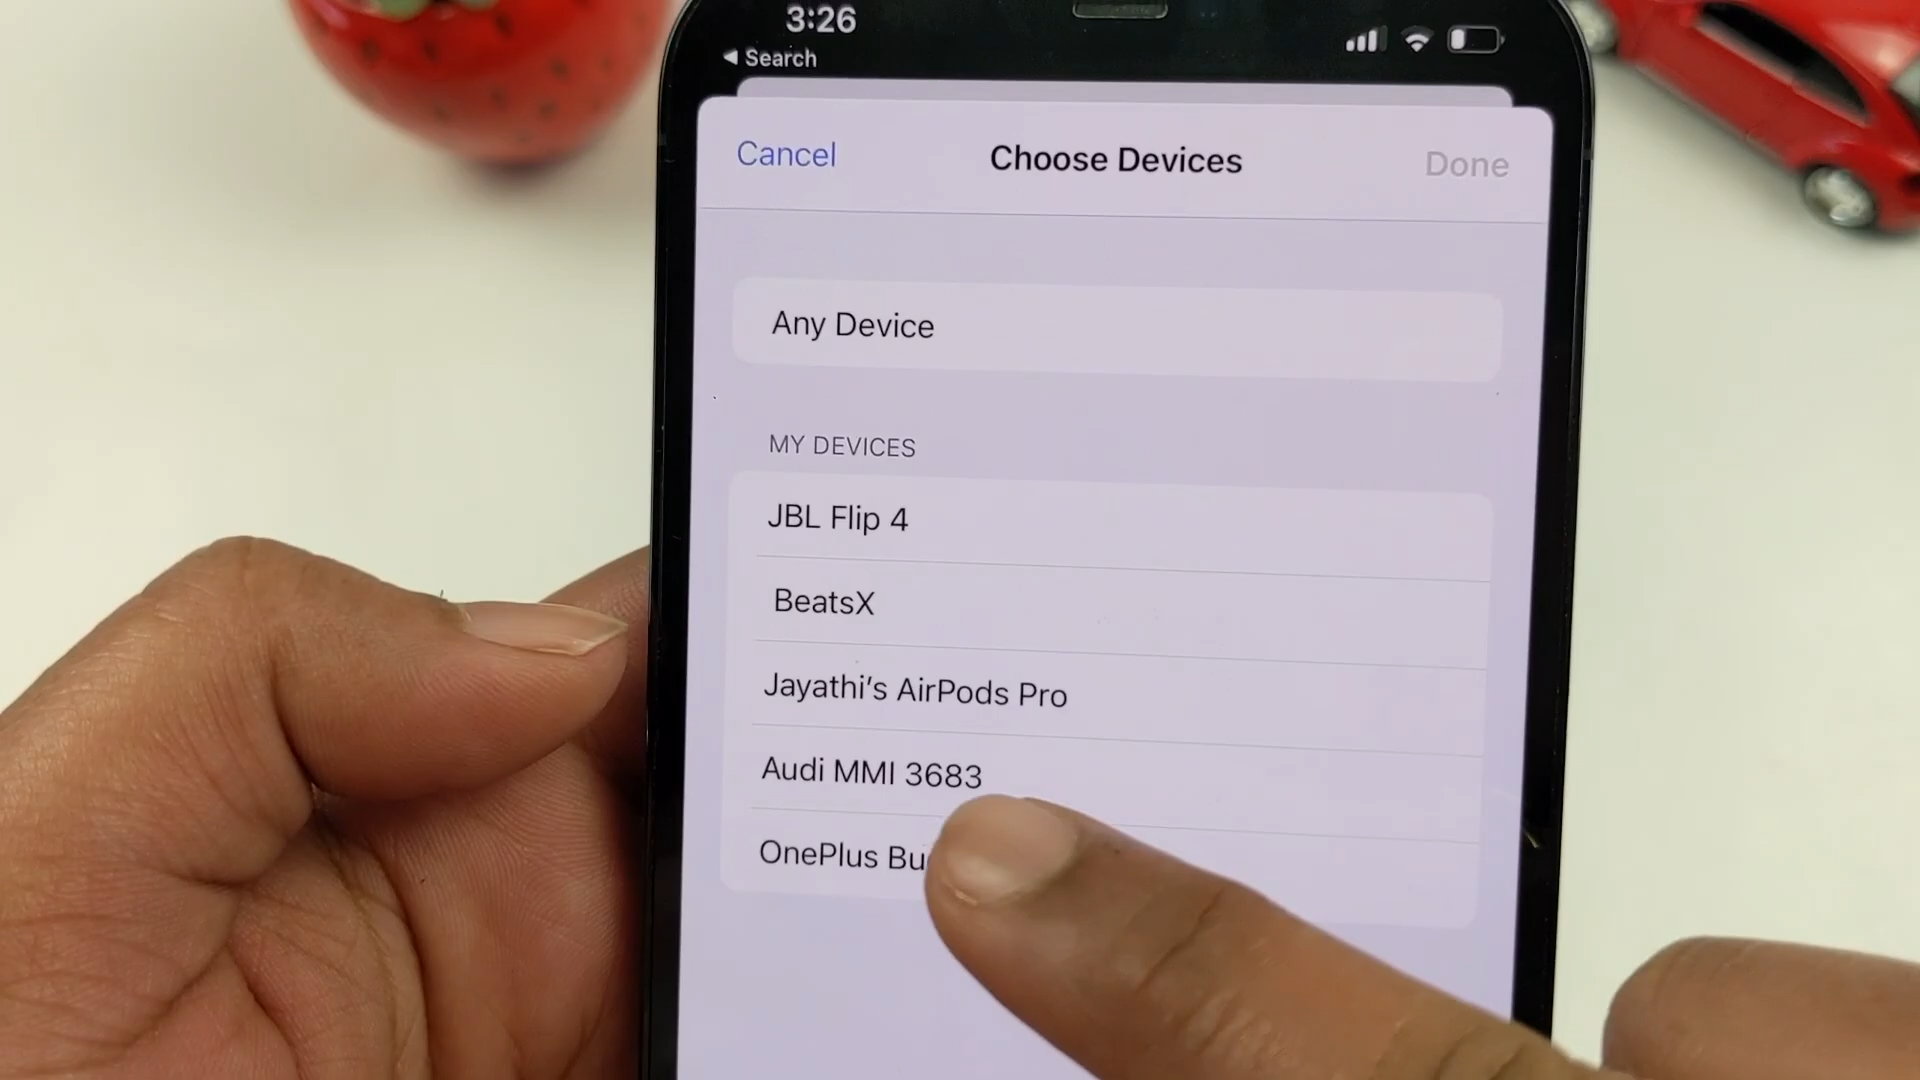 3:26
◀ Search
Cancel
Choose Devices
Done
Any Device
MY DEVICES
JBL Flip 4
BeatsX
Jayathi's AirPods Pro
Audi MMI 3683
OnePlus